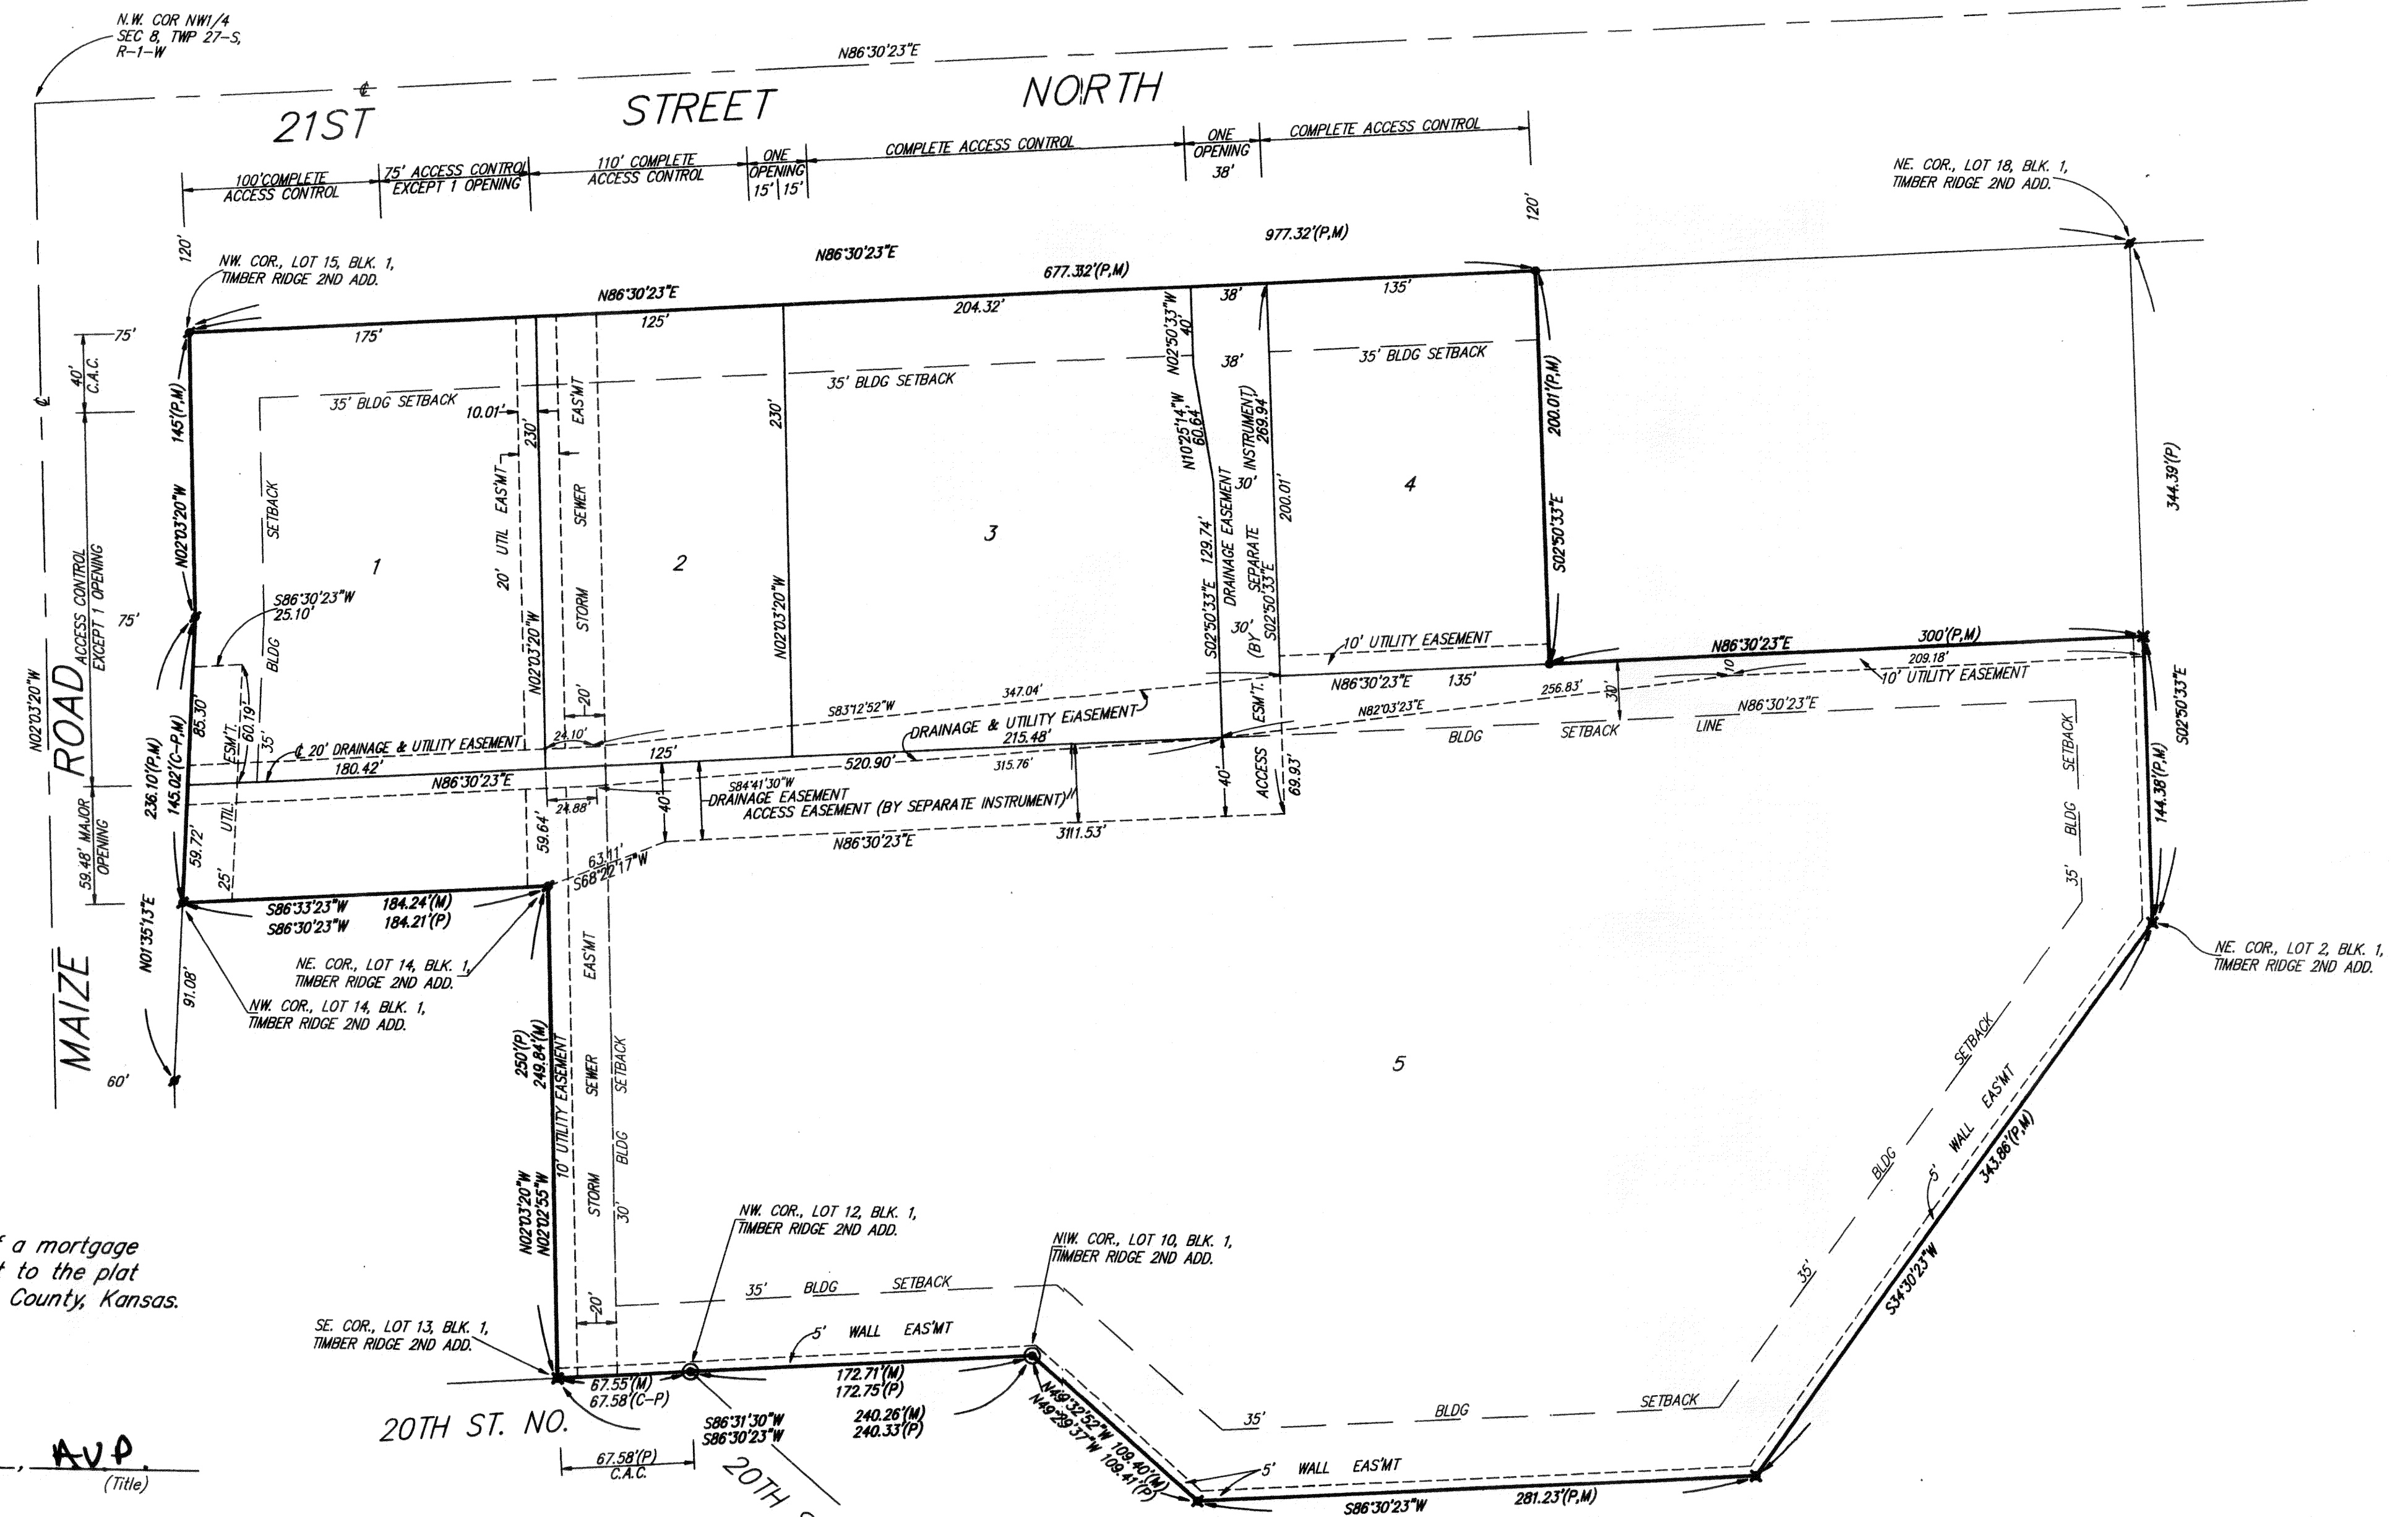 N.W. COR NW1/4
SEC 8, TWP 27-S,
R-1-W
N86°30'23"E
21ST STREET NORTH
100'COMPLETE
ACCESS CONTROL
75' ACCESS CONTROL
EXCEPT 1 OPENING
110' COMPLETE
ACCESS CONTROL
ONE
OPENING
15' 15'
COMPLETE ACCESS CONTROL
ONE
OPENING
38'
COMPLETE ACCESS CONTROL
NE. COR, LOT 18, BLK. 1,
TIMBER RIDGE 2ND ADD.
120'
120'
NW. COR., LOT 15, BLK. 1,
TIMBER RIDGE 2ND ADD.
N86°30'23"E
977.32'(P,M)
N86°30'23"E
677.32'(P,M)
175'
125'
204.32'
38'
135'
75'
40'
C.A.C.
35' BLDG SETBACK
35' BLDG SETBACK
38'
35' BLDG SETBACK
145'(P,M)
N02°03'20"W
10.01'
230'
EAS'MT
SEWER
STORM
20' UTIL EAS'MT
N02°03'20"W
230'
N02°03'20"W
N02°50'33"W
40'
N10°25'14"W
60.64'
S02°50'33"E 129.74'
DRAINAGE EASEMENT
(BY SEPARATE INSTRUMENT)
30'
30'
269.94
200.01'
S02°50'33"E
200.01'(P,M)
S02°50'33"E
344.39'(P)
1
2
3
4
SETBACK
BLDG
35'
ACCESS CONTROL
EXCEPT 1 OPENING
75'
S86°30'23"W
25.10'
N02°03'20"W
MAIZE ROAD
236.10'(P,M)
145.02'(C-P,M)
85.30'
59.72'
60.19'
UTIL. ESM'T.
25'
59.48' MAJOR
OPENING
℄ 20' DRAINAGE & UTILITY EASEMENT
180.42'
N86°30'23"E
24.10'
20'
125'
S83°12'52"W
347.04'
DRAINAGE & UTILITY EASEMENT
215.48'
520.90'
315.76'
S84°41'30"W
24.88'
40'
DRAINAGE EASEMENT
ACCESS EASEMENT (BY SEPARATE INSTRUMENT)
N86°30'23"E
40'
ACCESS ESM'T.
69.93'
10' UTILITY EASEMENT
N86°30'23"E 135'
N82°03'23"E
256.83'
30'
10'
N86°30'23"E
300'(P,M)
209.18'
10' UTILITY EASEMENT
N86°30'23"E
BLDG SETBACK LINE
BLDG SETBACK
35'
144.38'(P,M)
S02°50'33"E
59.64'
63.11'
S68°22'17"W
S86°33'23"W 184.24'(M)
S86°30'23"W 184.21'(P)
N01°35'13"E
91.08'
60'
NE. COR., LOT 14, BLK. 1,
TIMBER RIDGE 2ND ADD.
NW. COR., LOT 14, BLK. 1,
TIMBER RIDGE 2ND ADD.
NE. COR., LOT 2, BLK. 1,
TIMBER RIDGE 2ND ADD.
250'(P)
249.84'(M)
N02°03'20"W
N02°02'55"W
10' UTILITY EASEMENT
STORM SEWER EAS'MT
30' BLDG SETBACK
5
SETBACK
BLDG
35'
5' WALL EAS'MT
343.86'(P,M)
S34°30'23"W
f a mortgage
t to the plat
County, Kansas.
NW. COR., LOT 12, BLK. 1,
TIMBER RIDGE 2ND ADD.
NW. COR., LOT 10, BLK. 1,
TIMBER RIDGE 2ND ADD.
SE. COR., LOT 13, BLK. 1,
TIMBER RIDGE 2ND ADD.
35' BLDG SETBACK
20'
5' WALL EAS'MT
67.55'(M)
67.58'(C-P)
172.71'(M)
172.75'(P)
S86°31'30"W 240.26'(M)
S86°30'23"W 240.33'(P)
N49°32'52"W 109.40'(M)
N49°29'37"W 109.41'(P)
35' BLDG SETBACK
5' WALL EAS'MT
S86°30'23"W 281.23'(P,M)
20TH ST. NO.
67.58'(P)
C.A.C.
20TH
AVP.
(Title)